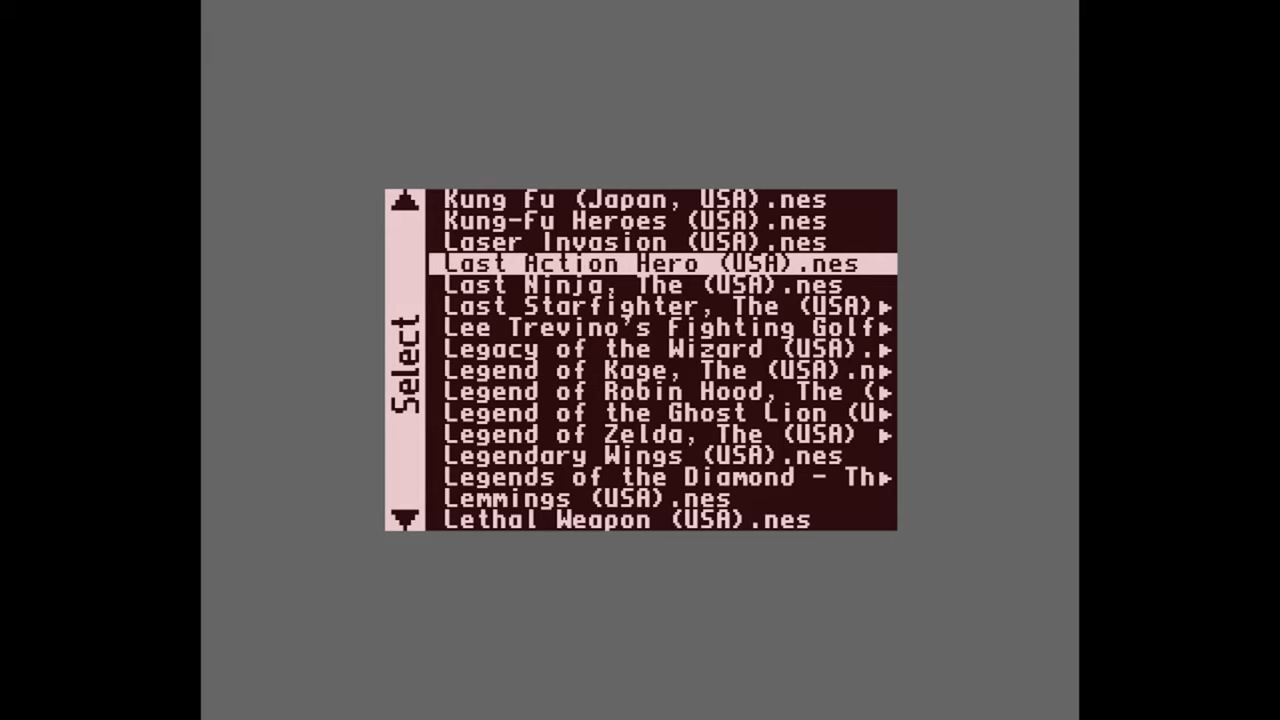 Select
Kung Fu (Japan, USA).nes
Kung-Fu Heroes (USA).nes
Laser Invasion (USA).nes
Last Action Hero (USA).nes
Last Ninja, The (USA).nes
Last Starfighter, The (USA)
Lee Trevino's Fighting Golf
Legacy of the Wizard (USA).
Legend of Kage, The (USA).n
Legend of Robin Hood, The (
Legend of the Ghost Lion (U
Legend of Zelda, The (USA)
Legendary Wings (USA).nes
Legends of the Diamond - Th
Lemmings (USA).nes
Lethal Weapon (USA).nes